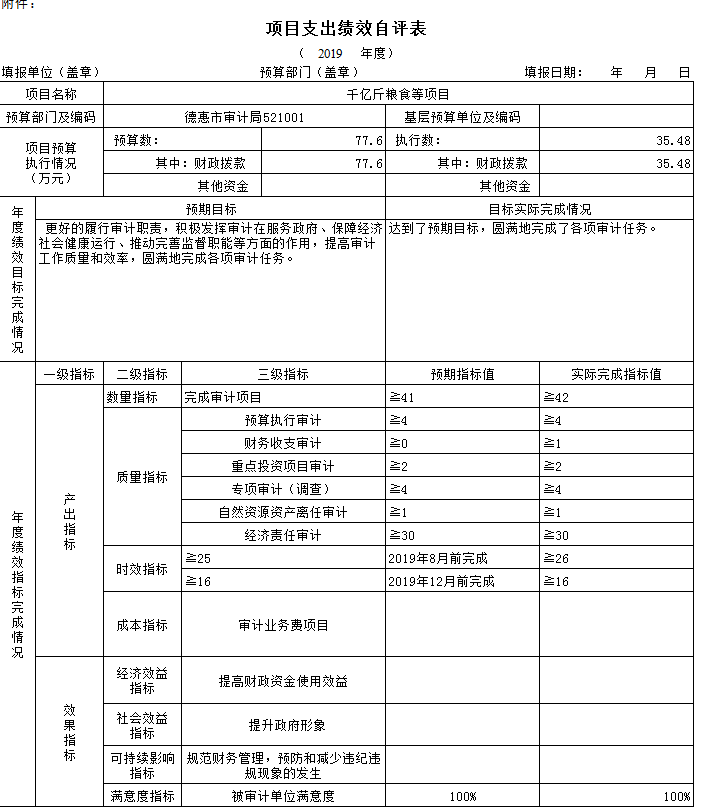 附件：
项目支出绩效自评表
（ 2019 年度）
填报单位（盖章） 预算部门（盖章） 填报日期： 年 月 日
项目名称 千亿斤粮食等项目
预算部门及编码 德惠市审计局521001 基层预算单位及编码
项目预算
执行情况
（万元）
预算数： 77.6 执行数： 35.48
其中：财政拨款 77.6 其中：财政拨款 35.48
其他资金 其他资金
年度绩效目标完成情况
预期目标 目标实际完成情况
更好的履行审计职责，积极发挥审计在服务政府、保障经济
社会健康运行、推动完善监督职能等方面的作用，提高审计
工作质量和效率，圆满地完成各项审计任务。
达到了预期目标，圆满地完成了各项审计任务。
年度绩效指标完成情况
一级指标 二级指标 三级指标 预期指标值 实际完成指标值
产出指标
数量指标 完成审计项目 ≧41 ≧42
质量指标
预算执行审计 ≧4 ≧4
财务收支审计 ≧0 ≧1
重点投资项目审计 ≧2 ≧2
专项审计（调查） ≧4 ≧4
自然资源资产离任审计 ≧1 ≧1
经济责任审计 ≧30 ≧30
时效指标
≧25 2019年8月前完成 ≧26
≧16 2019年12月前完成 ≧16
成本指标 审计业务费项目
效果指标
经济效益
指标
提高财政资金使用效益
社会效益
指标
提升政府形象
可持续影响
指标
规范财务管理，预防和减少违纪违
规现象的发生
满意度指标 被审计单位满意度 100% 100%